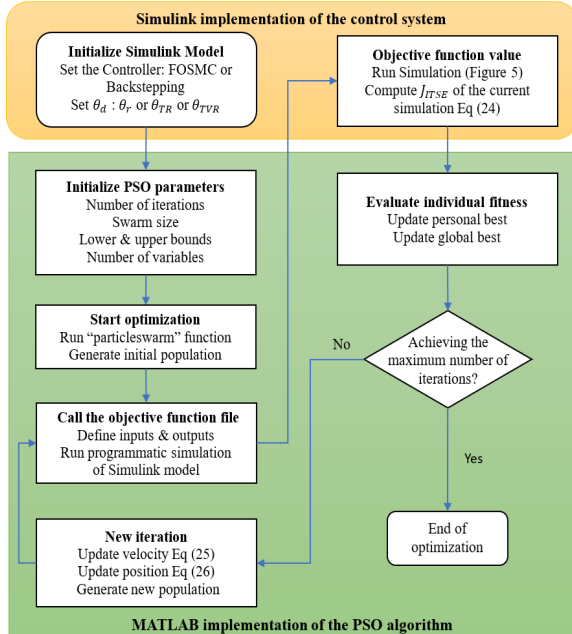 Simulink implementation of the control system
Initialize Simulink Model
Set the Controller: FOSMC or
Backstepping
Set θ_d : θ_r or θ_TR or θ_TVR
Objective function value
Run Simulation (Figure 5)
Compute J_ITSE of the current
simulation Eq (24)
Initialize PSO parameters
Number of iterations
Swarm size
Lower & upper bounds
Number of variables
Evaluate individual fitness
Update personal best
Update global best
Start optimization
Run “particleswarm” function
Generate initial population
No
Achieving the
maximum number of
iterations?
Call the objective function file
Define inputs & outputs
Run programmatic simulation
of Simulink model
Yes
New iteration
Update velocity Eq (25)
Update position Eq (26)
Generate new population
End of
optimization
MATLAB implementation of the PSO algorithm